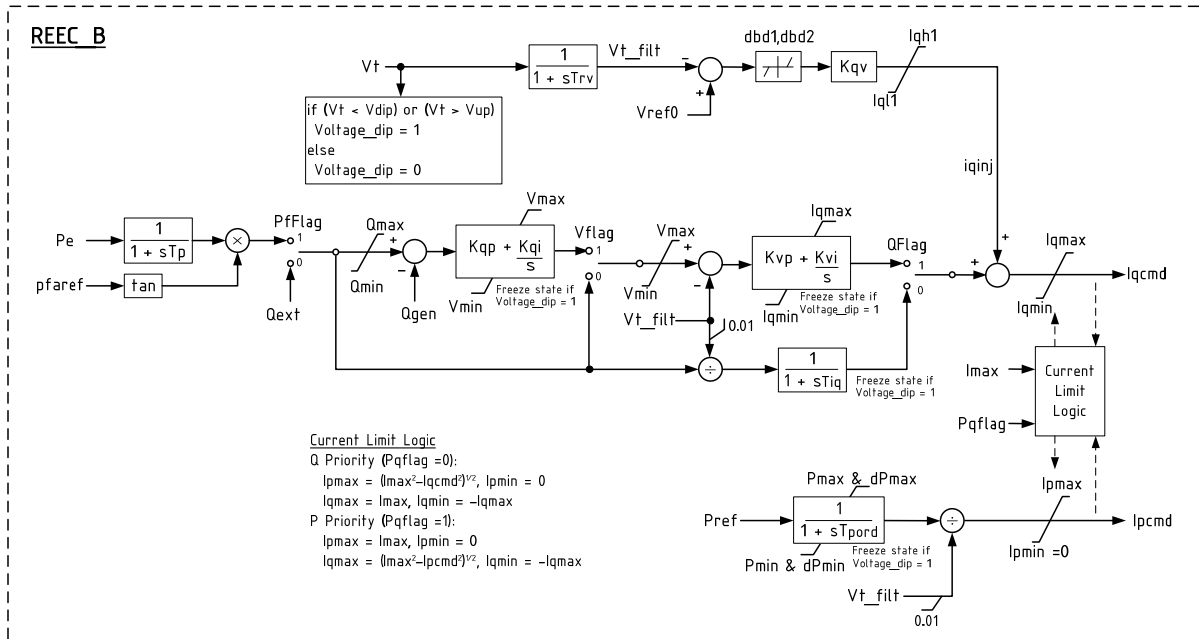 REEC_B
Vt
1
1 + sTrv
Vt_filt
-
+
Vref0
dbd1,dbd2
Kqv
Iqh1
Iql1
iqinj
if (Vt < Vdip) or (Vt > Vup)
Voltage_dip = 1
else
Voltage_dip = 0
Pe
1
1 + sTp
×
pfaref
tan
PfFlag
1
0
Qext
Qmax
Qmin
+
-
Qgen
Vmax
Kqp + Kqi
s
Vmin
Freeze state if
Voltage_dip = 1
Vflag
1
0
Vmax
Vmin
+
-
Vt_filt
0.01
÷
Iqmax
Kvp + Kvi
s
Iqmin
Freeze state if
Voltage_dip = 1
1
1 + sTiq
Freeze state if
Voltage_dip = 1
QFlag
1
0
+
+
Iqmax
Iqmin
Iqcmd
Imax
Pqflag
Current
Limit
Logic
Current Limit Logic
Q Priority (Pqflag =0):
Ipmax = (Imax²-Iqcmd²)¹/², Ipmin = 0
Iqmax = Imax, Iqmin = -Iqmax
P Priority (Pqflag =1):
Ipmax = Imax, Ipmin = 0
Iqmax = (Imax²-Ipcmd²)¹/², Iqmin = -Iqmax
Pref
Pmax & dPmax
1
1 + sTpord
Pmin & dPmin
Freeze state if
Voltage_dip = 1
÷
Vt_filt
0.01
Ipmax
Ipmin =0
Ipcmd